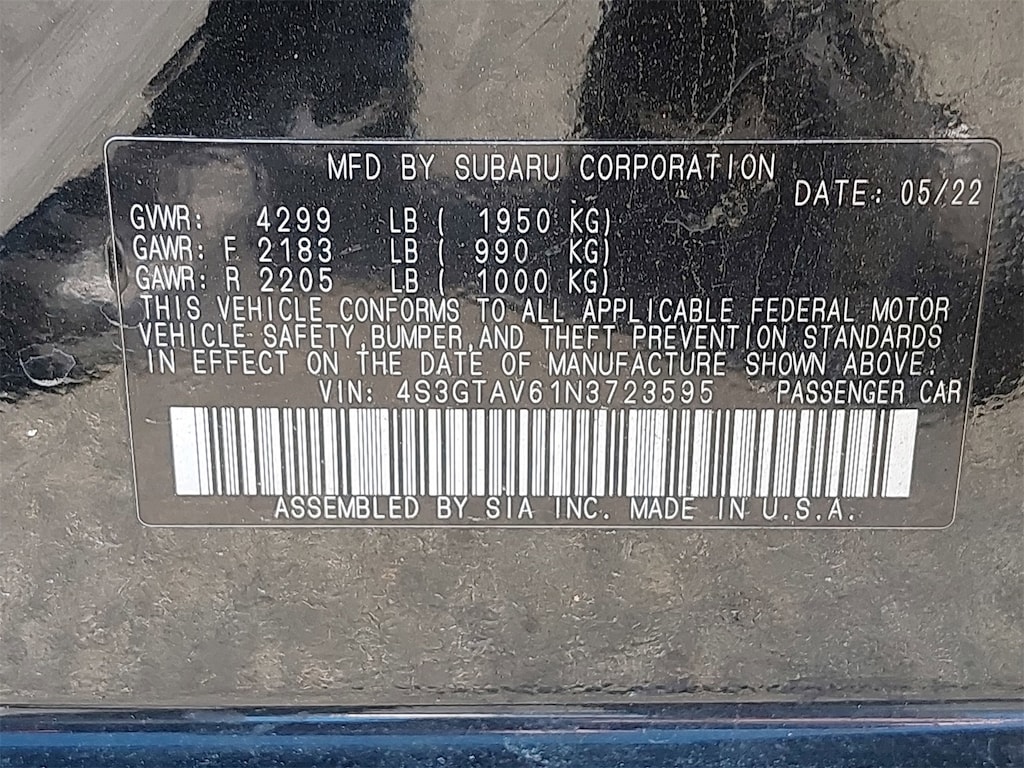 MFD BY SUBARU CORPORATION
DATE: 05/22
GVWR: 4299 LB ( 1950 KG)
GAWR: F 2183 LB ( 990 KG)
GAWR: R 2205 LB ( 1000 KG)
THIS VEHICLE CONFORMS TO ALL APPLICABLE FEDERAL MOTOR
VEHICLE SAFETY,BUMPER,AND THEFT PREVENTION STANDARDS
IN EFFECT ON THE DATE OF MANUFACTURE SHOWN ABOVE.
VIN: 4S3GTAV61N3723595 PASSENGER CAR
ASSEMBLED BY SIA INC. MADE IN U.S.A.